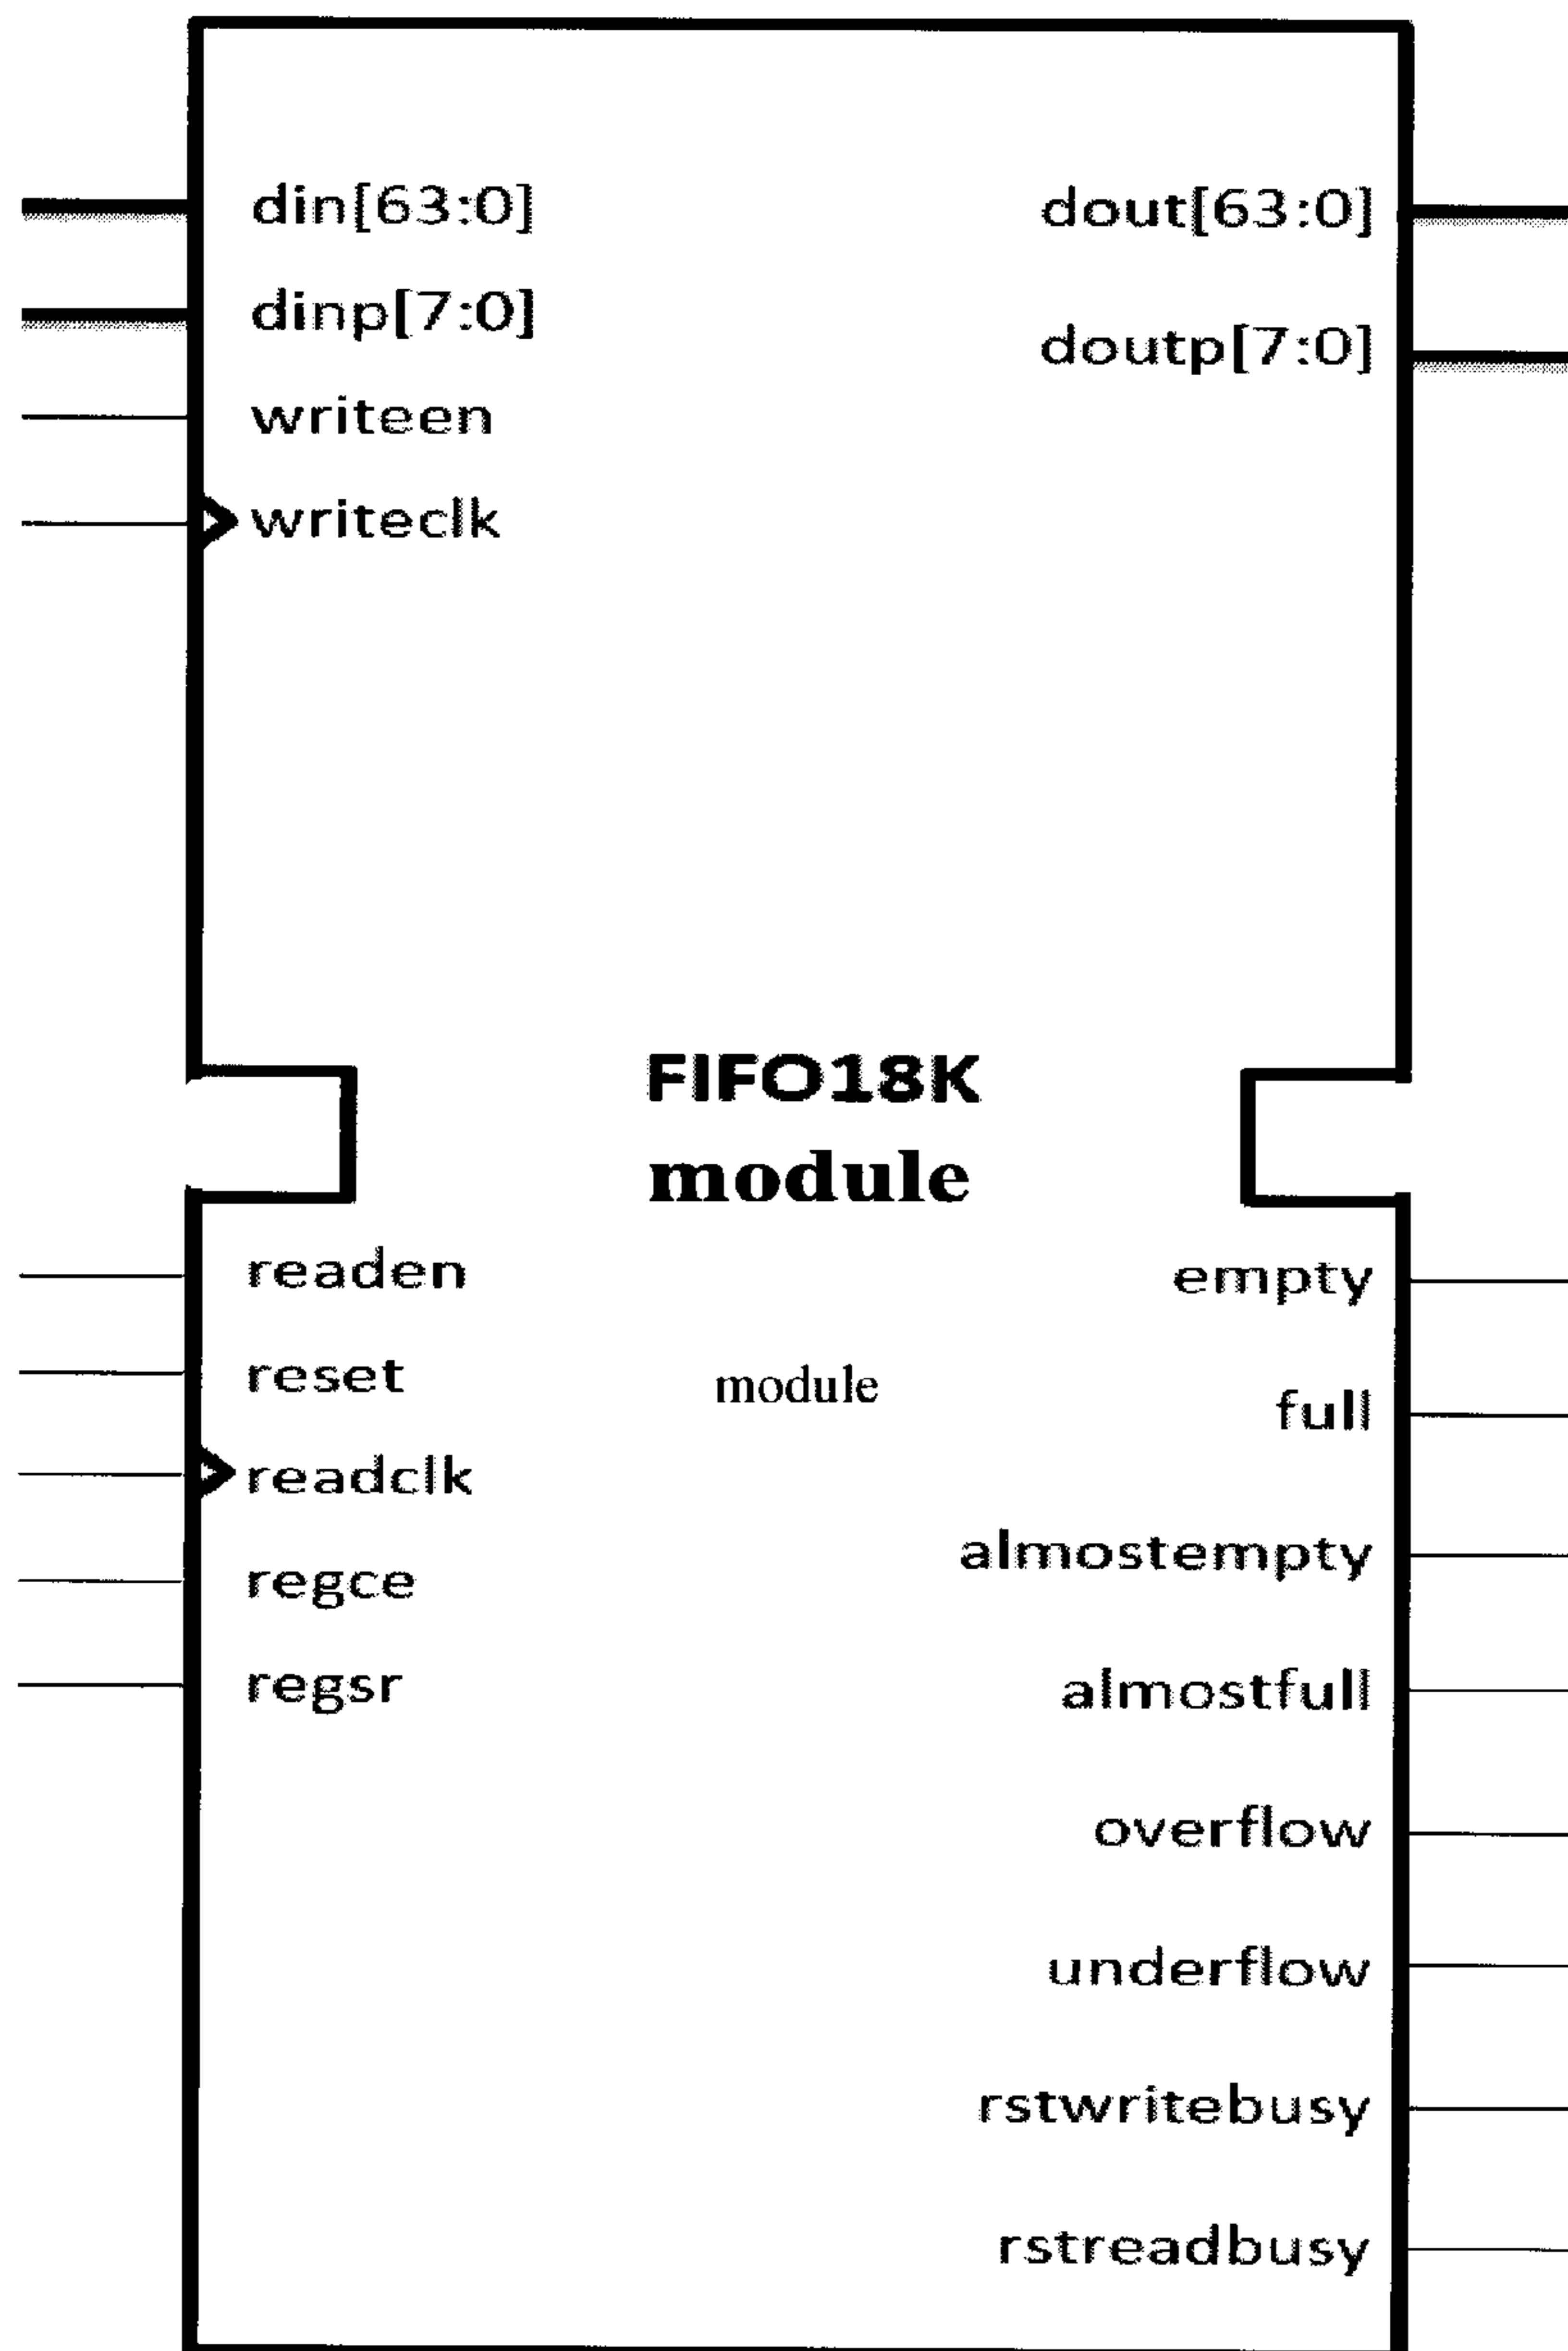 din[63:0]
dout[63:0]
dinp[7:0]
doutp[7:0]
writeen
writeclk
FIFO18K
module
readen
empty
reset
module
full
readclk
almostempty
regce
regsr
almostfull
overflow
underflow
rstwritebusy
rstreadbusy